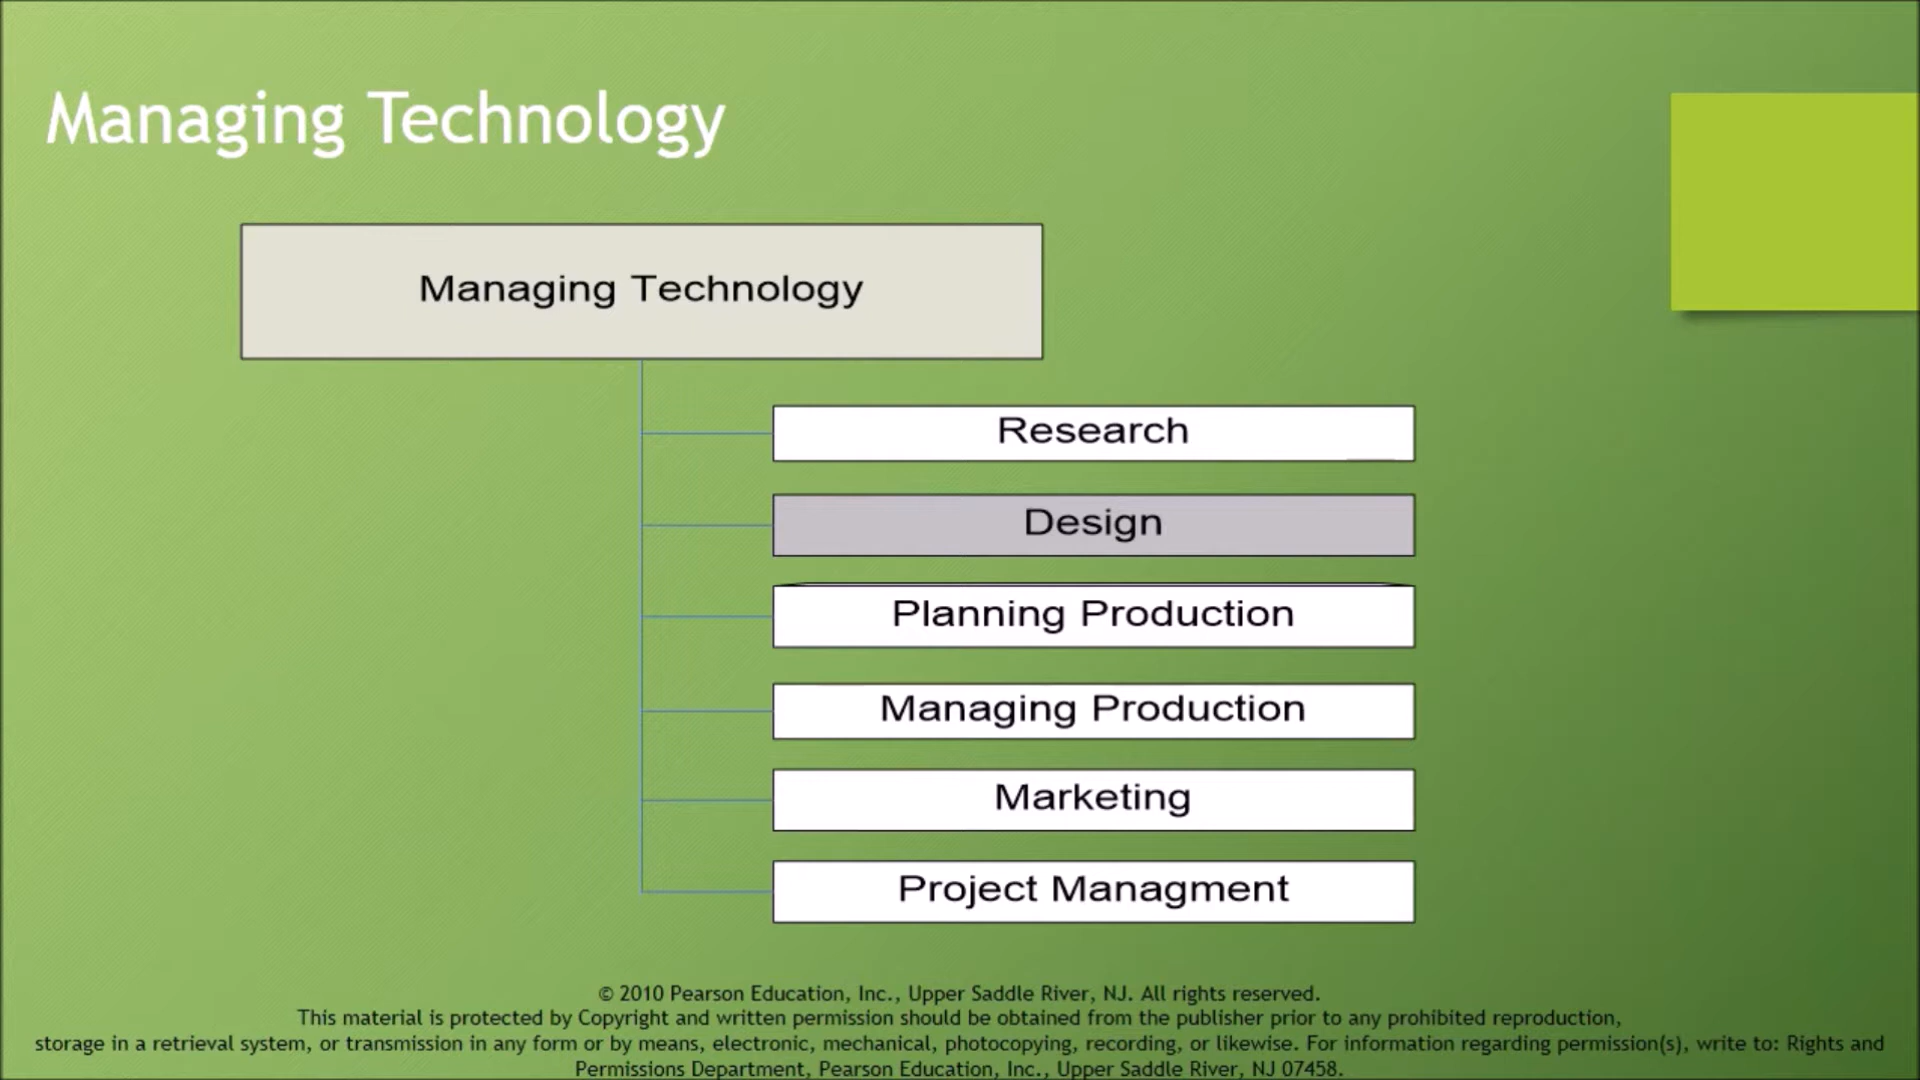 Managing Technology
Managing Technology
Research
Design
Planning Production
Managing Production
Marketing
Project Managment
© 2010 Pearson Education, Inc., Upper Saddle River, NJ. All rights reserved.
This material is protected by Copyright and written permission should be obtained from the publisher prior to any prohibited reproduction,
storage in a retrieval system, or transmission in any form or by means, electronic, mechanical, photocopying, recording, or likewise. For information regarding permission(s), write to: Rights and
Permissions Department, Pearson Education, Inc., Upper Saddle River, NJ 07458.